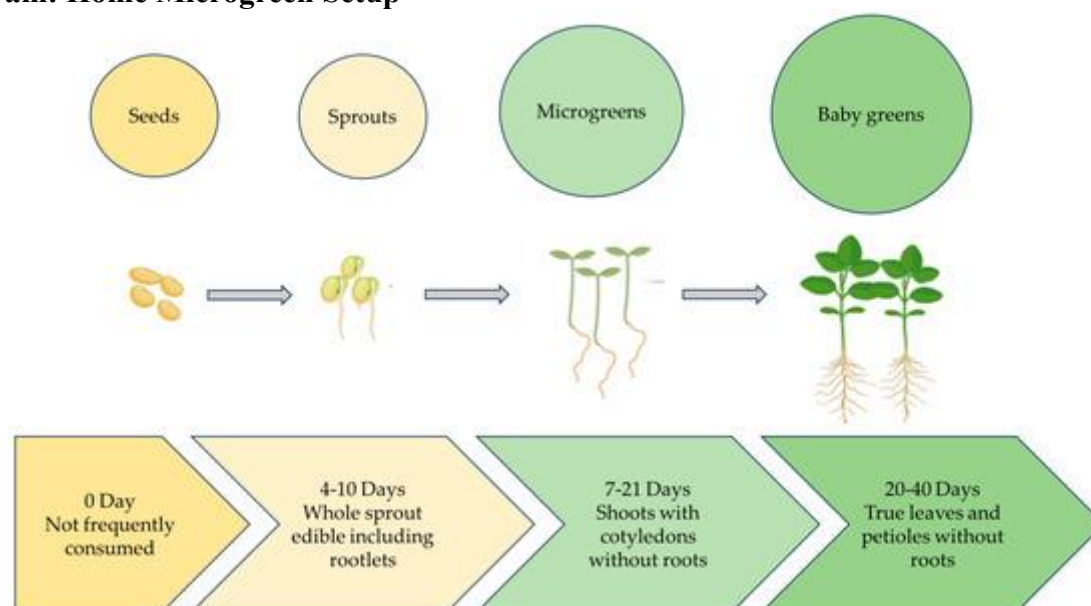 Home Microgreen Setup
Seeds
Sprouts
Microgreens
Baby greens
0 Day
Not frequently
consumed
4-10 Days
Whole sprout
edible including
rootlets
7-21 Days
Shoots with
cotyledons
without roots
20-40 Days
True leaves and
petioles without
roots